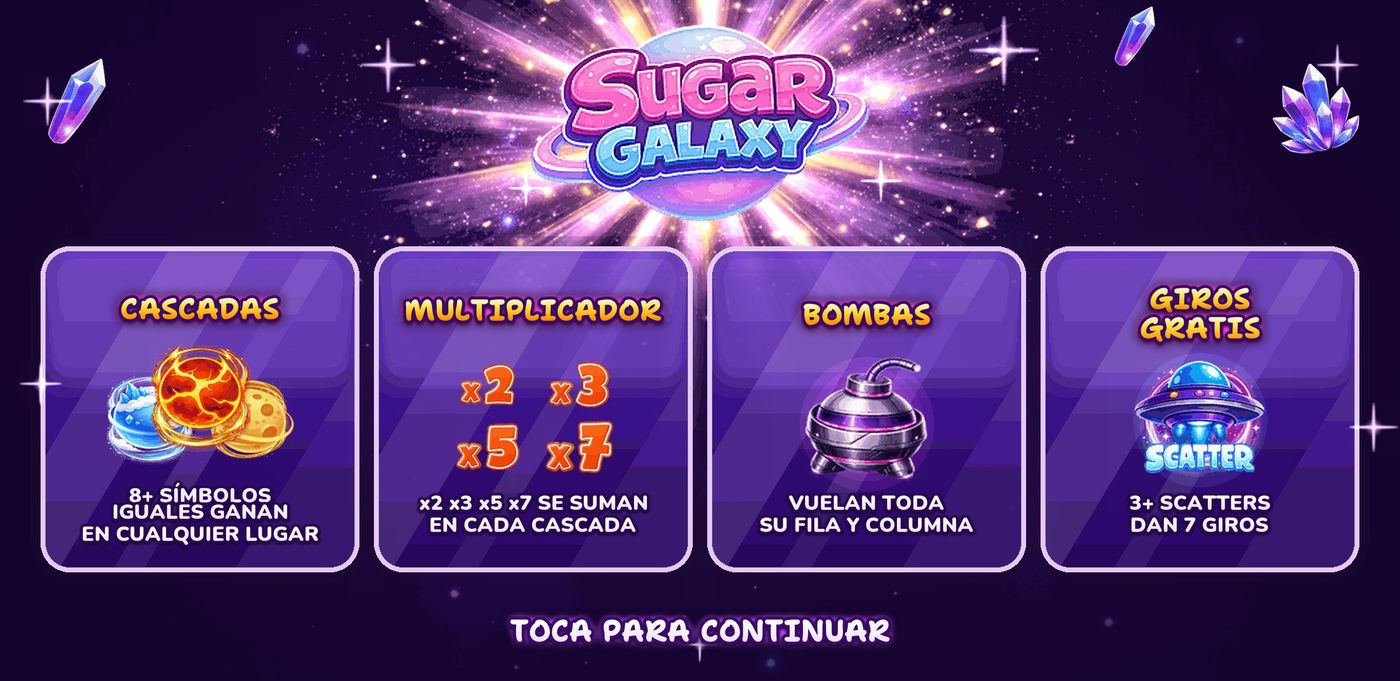 SUGAR
GALAXY
CASCADAS
8+ SÍMBOLOS
IGUALES GANAN
EN CUALQUIER LUGAR
MULTIPLICADOR
x2 x3
x5 x7
x2 x3 x5 x7 SE SUMAN
EN CADA CASCADA
BOMBAS
VUELAN TODA
SU FILA Y COLUMNA
GIROS
GRATIS
SCATTER
3+ SCATTERS
DAN 7 GIROS
TOCA PARA CONTINUAR